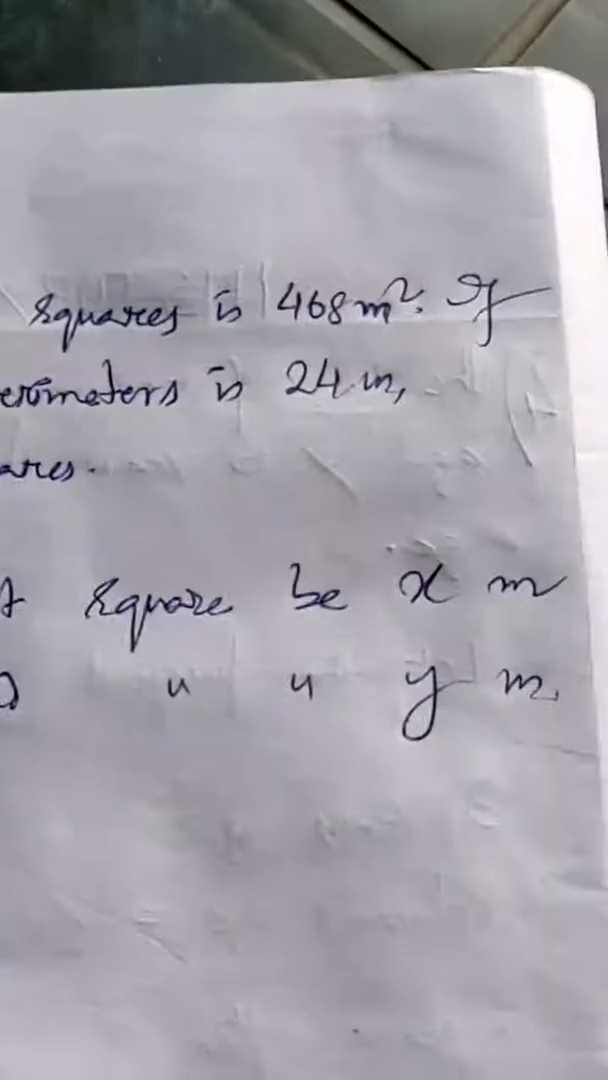 squares is 468 m². If
erimeters is 24 m,
ares.
t square be x m
" " y m.